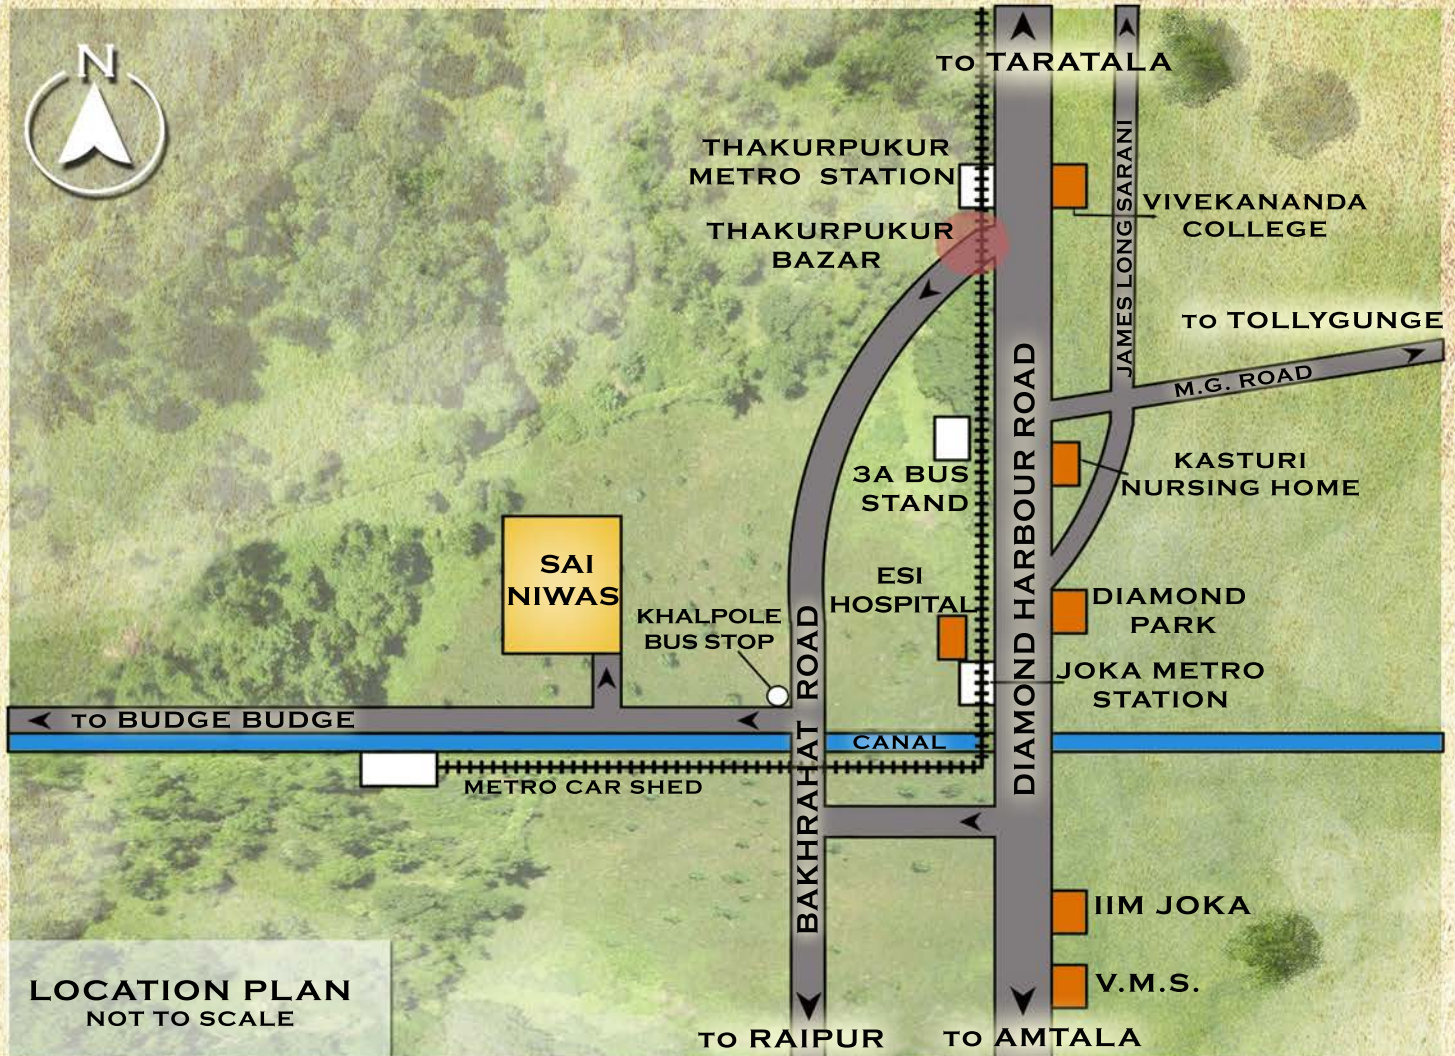 N
TO TARATALA
THAKURPUKUR
METRO STATION
VIVEKANANDA
COLLEGE
JAMES LONG SARANI
THAKURPUKUR
BAZAR
TO TOLLYGUNGE
M.G. ROAD
DIAMOND HARBOUR ROAD
3A BUS
STAND
KASTURI
NURSING HOME
SAI
NIWAS
ESI
HOSPITAL
DIAMOND
PARK
KHALPOLE
BUS STOP
BAKHRAHAT ROAD
JOKA METRO
STATION
TO BUDGE BUDGE
CANAL
METRO CAR SHED
IIM JOKA
V.M.S.
LOCATION PLAN
NOT TO SCALE
TO RAIPUR
TO AMTALA